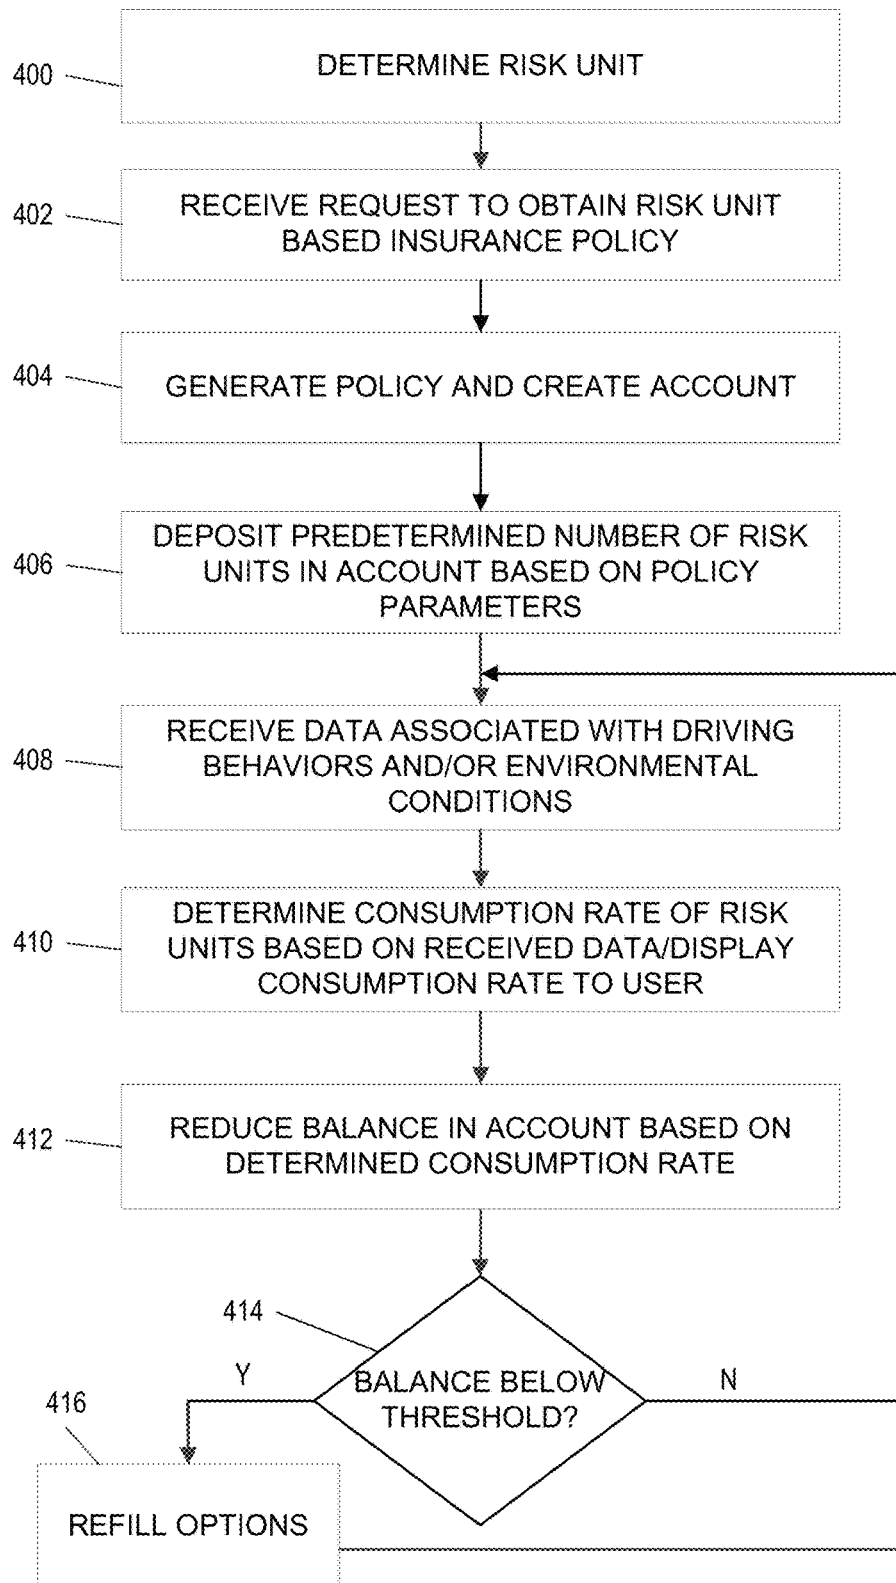 400
DETERMINE RISK UNIT
402
RECEIVE REQUEST TO OBTAIN RISK UNIT
BASED INSURANCE POLICY
404
GENERATE POLICY AND CREATE ACCOUNT
406
DEPOSIT PREDETERMINED NUMBER OF RISK
UNITS IN ACCOUNT BASED ON POLICY
PARAMETERS
408
RECEIVE DATA ASSOCIATED WITH DRIVING
BEHAVIORS AND/OR ENVIRONMENTAL
CONDITIONS
410
DETERMINE CONSUMPTION RATE OF RISK
UNITS BASED ON RECEIVED DATA/DISPLAY
CONSUMPTION RATE TO USER
412
REDUCE BALANCE IN ACCOUNT BASED ON
DETERMINED CONSUMPTION RATE
414
BALANCE BELOW
THRESHOLD?
Y
N
416
REFILL OPTIONS